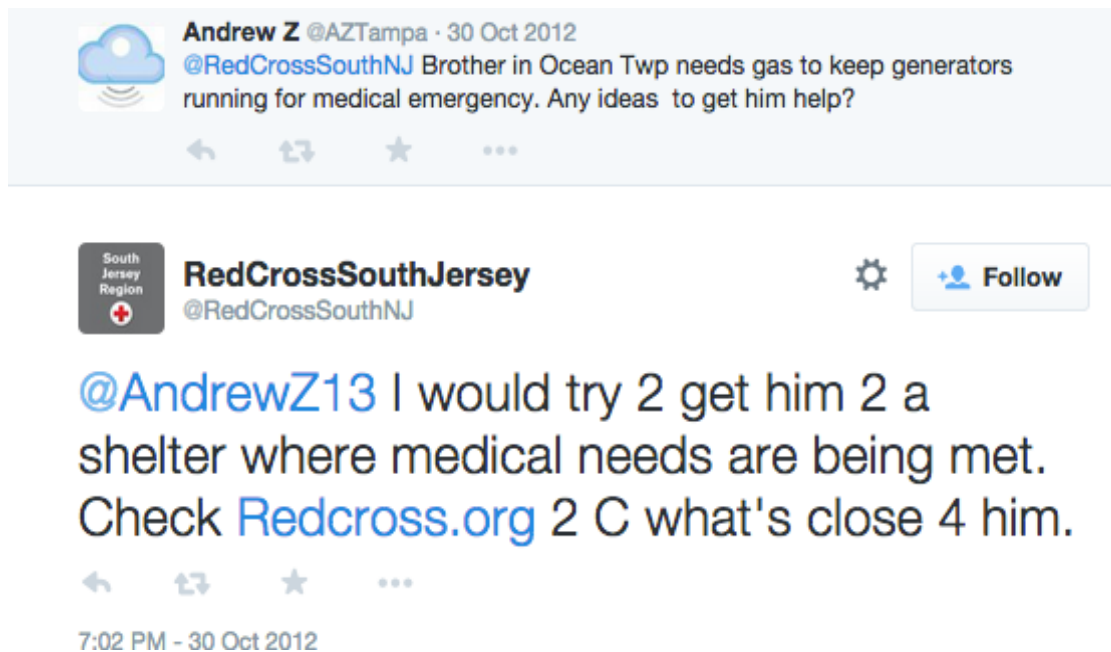 Andrew Z @AZTampa · 30 Oct 2012
@RedCrossSouthNJ Brother in Ocean Twp needs gas to keep generators
running for medical emergency. Any ideas  to get him help?
South
Jersey
Region
RedCrossSouthJersey
@RedCrossSouthNJ
Follow
@AndrewZ13 I would try 2 get him 2 a
shelter where medical needs are being met.
Check Redcross.org 2 C what's close 4 him.
7:02 PM - 30 Oct 2012